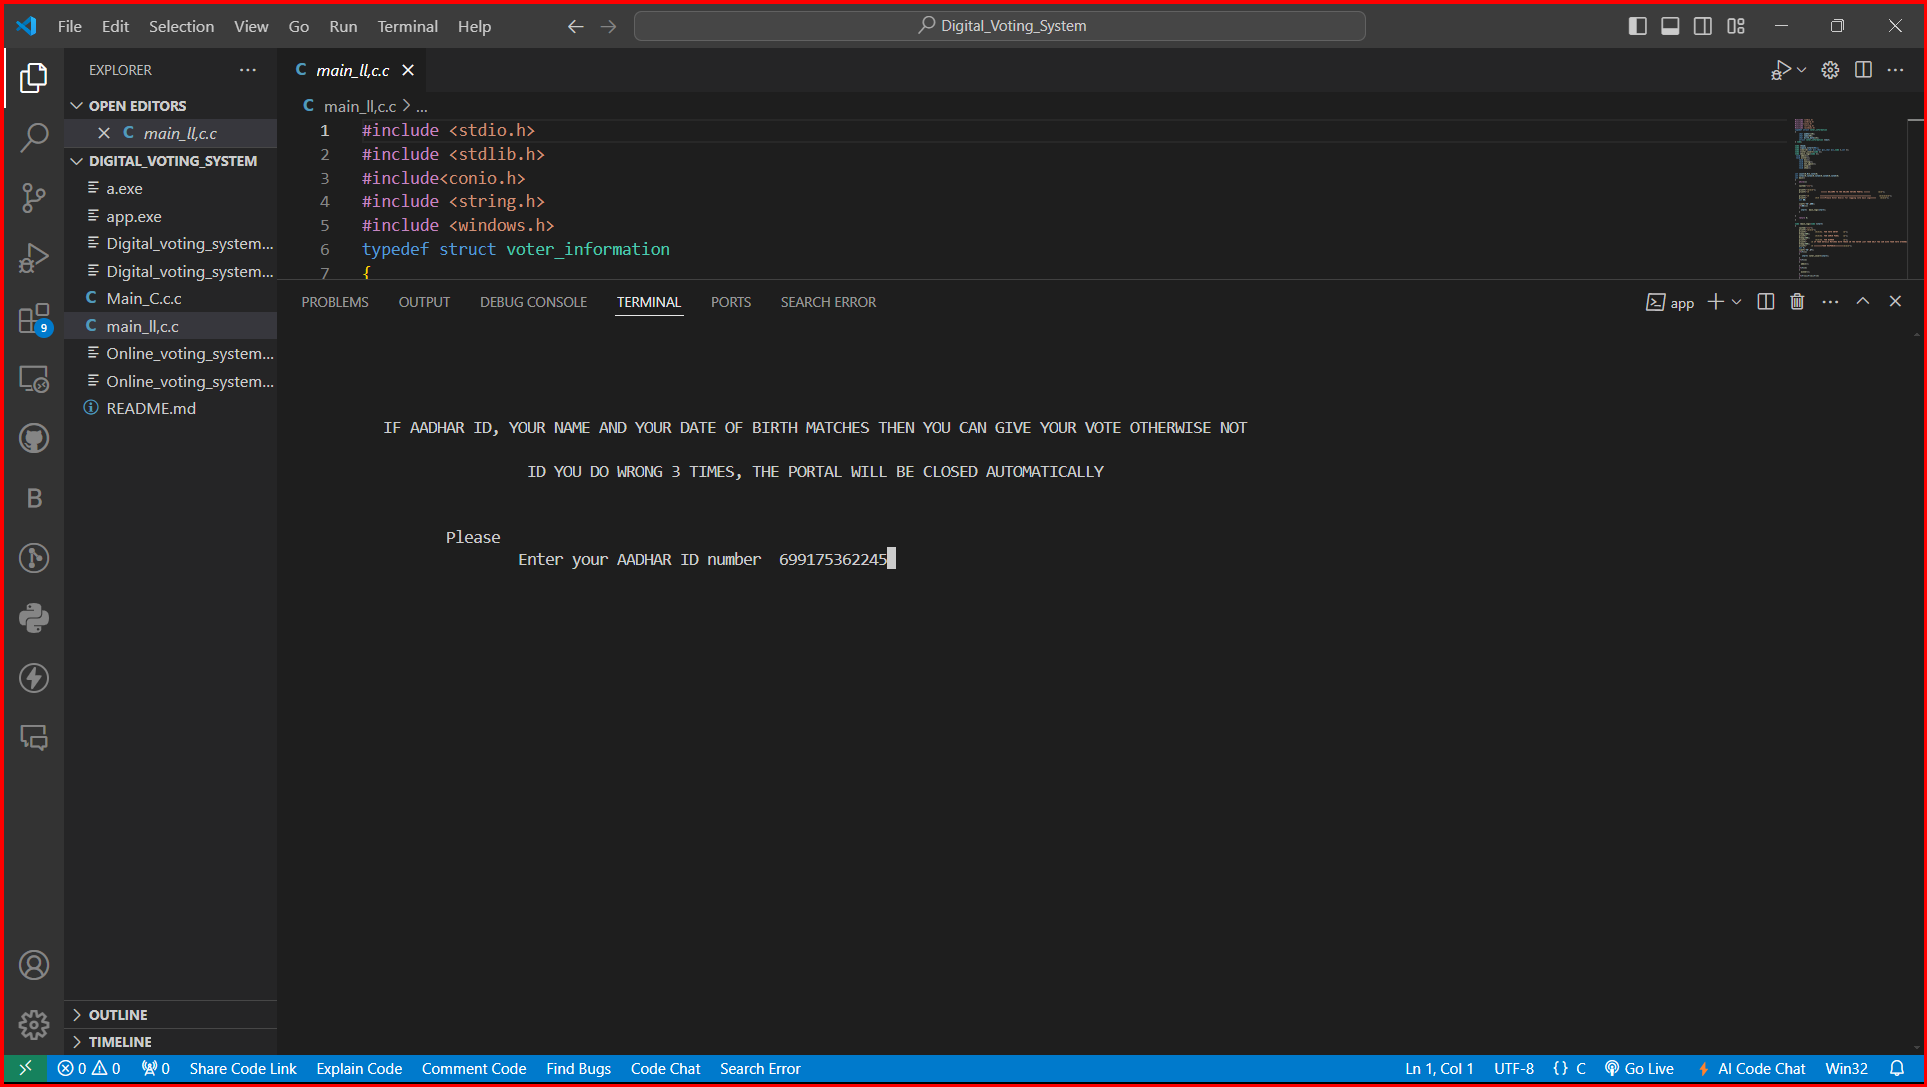 File Edit Selection View Go Run Terminal Help
Digital_Voting_System
EXPLORER
OPEN EDITORS
main_ll,c.c
DIGITAL_VOTING_SYSTEM
a.exe
app.exe
Digital_voting_system...
Digital_voting_system...
C Main_C.c.c
C main_ll,c.c
Online_voting_system...
Online_voting_system...
README.md
OUTLINE
TIMELINE
C main_ll,c.c
C main_ll,c.c > ...
1 #include <stdio.h>
2 #include <stdlib.h>
3 #include<conio.h>
4 #include <string.h>
5 #include <windows.h>
6 typedef struct voter_information
7 {
PROBLEMS OUTPUT DEBUG CONSOLE TERMINAL PORTS SEARCH ERROR
app
IF AADHAR ID, YOUR NAME AND YOUR DATE OF BIRTH MATCHES THEN YOU CAN GIVE YOUR VOTE OTHERWISE NOT
ID YOU DO WRONG 3 TIMES, THE PORTAL WILL BE CLOSED AUTOMATICALLY
Please
Enter your AADHAR ID number 699175362245
9
B
0 0 0 Share Code Link Explain Code Comment Code Find Bugs Code Chat Search Error
Ln 1, Col 1 UTF-8 {} C Go Live AI Code Chat Win32